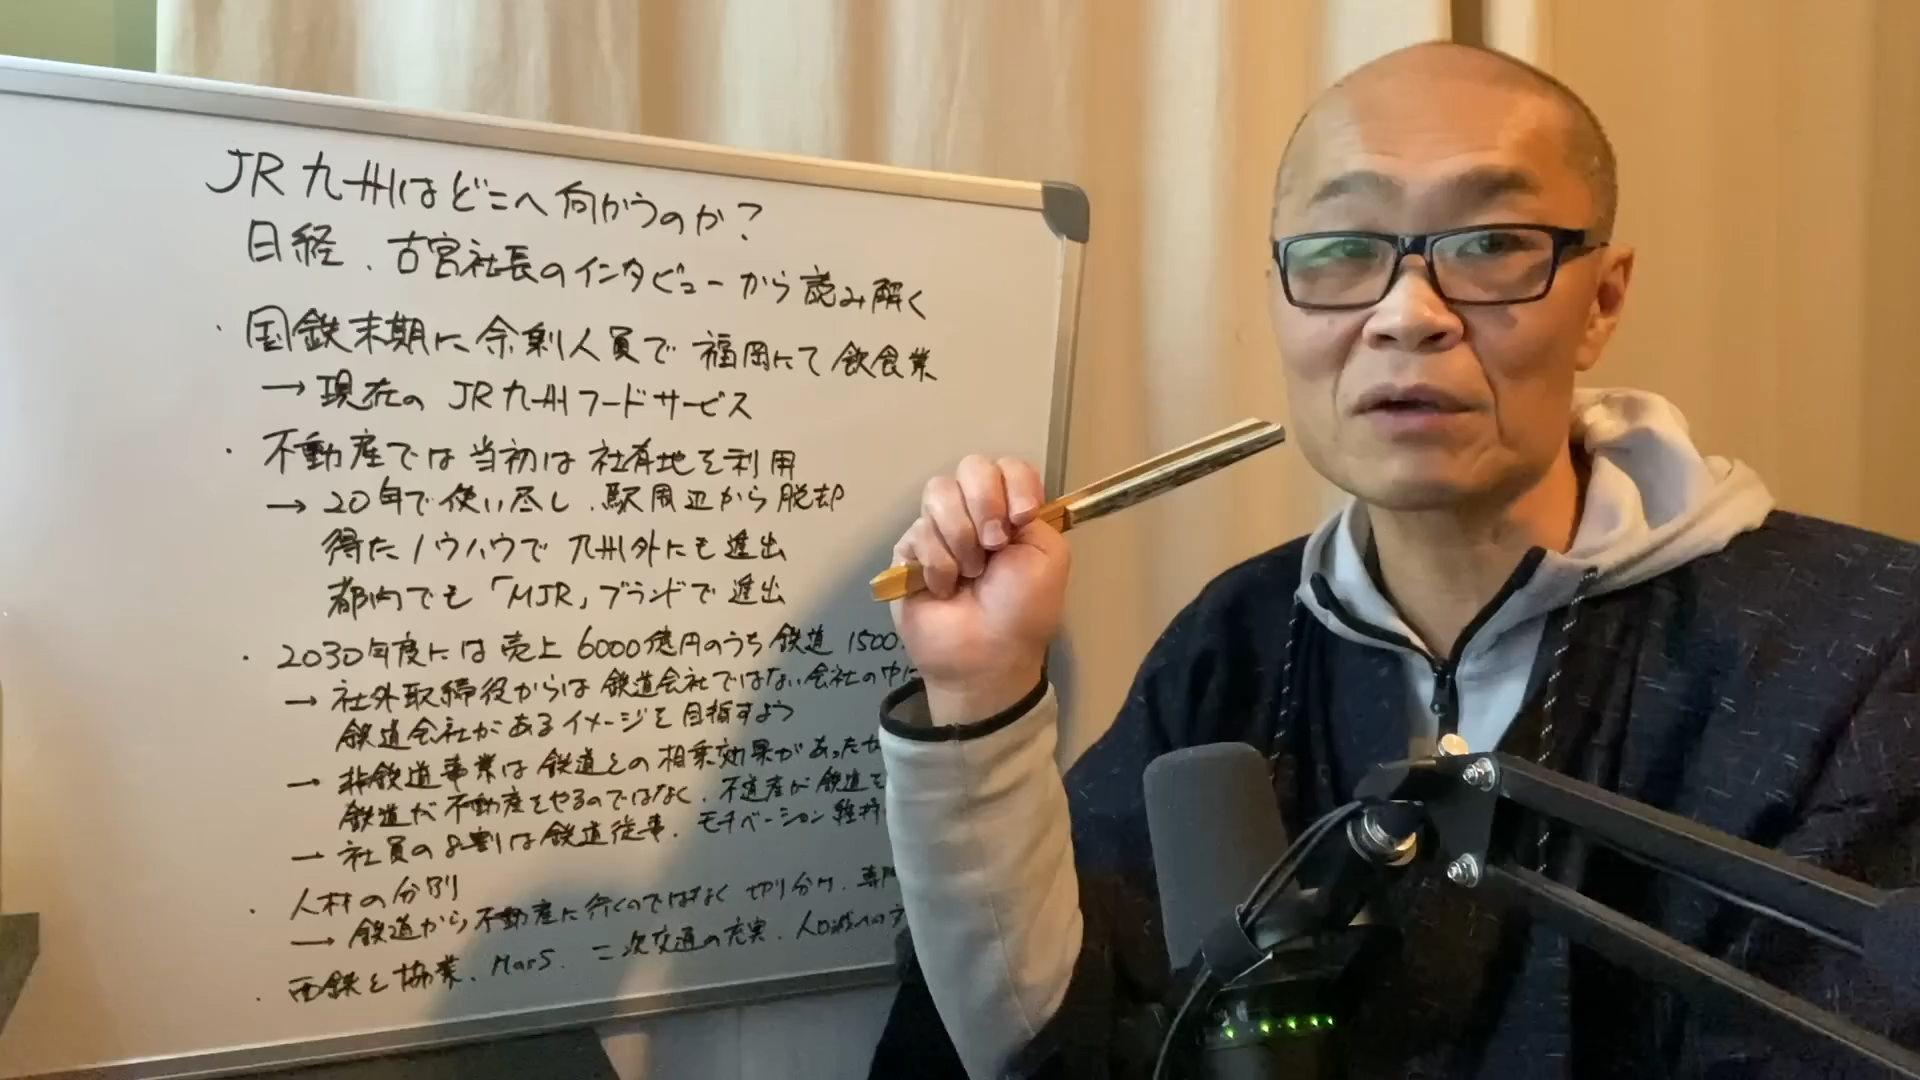 JR九州はどこへ向かうのか？
日経、古宮社長のインタビューから読み解く
・国鉄末期に余剰人員で福岡にて飲食業
→現在のJR九州フードサービス
・不動産では当初は社有地を利用
→20年で使い尽し、駅周辺から脱却
得たノウハウで九州外にも進出
都内でも「MJR」ブランドで進出
・2030年度には売上6000億円のうち鉄道1500
→社外取締役からは鉄道会社ではない会社の中に
鉄道会社があるイメージを目指すよう
→非鉄道事業は鉄道との相乗効果があったが
鉄道が不動産をやるのではなく、不道産が鉄道を
→社員の8割は鉄道従事、モチベーション維持
・人材の分別
→鉄道から不動産に行くのではなく切り分け、専門
・西鉄と協業、MaaS、二次交通の充実、人口減への